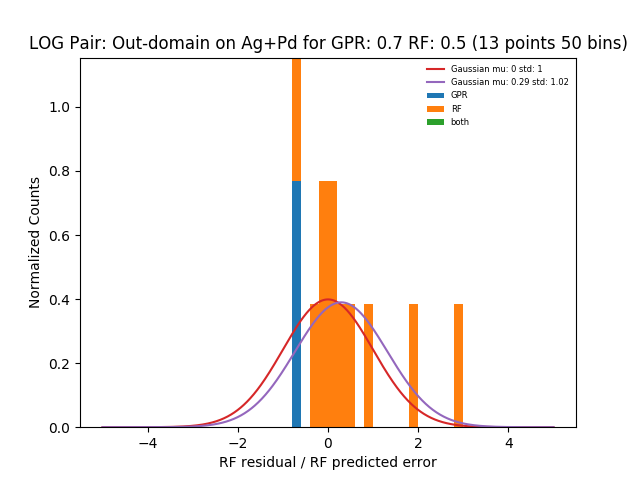 LOG Pair: Out-domain on Ag+Pd for GPR: 0.7 RF: 0.5 (13 points 50 bins)
Gaussian mu: 0 std: 1
Gaussian mu: 0.29 std: 1.02
GPR
RF
both
Normalized Counts
1.0
0.8
0.6
0.4
0.2
0.0
−4
−2
0
2
4
RF residual / RF predicted error